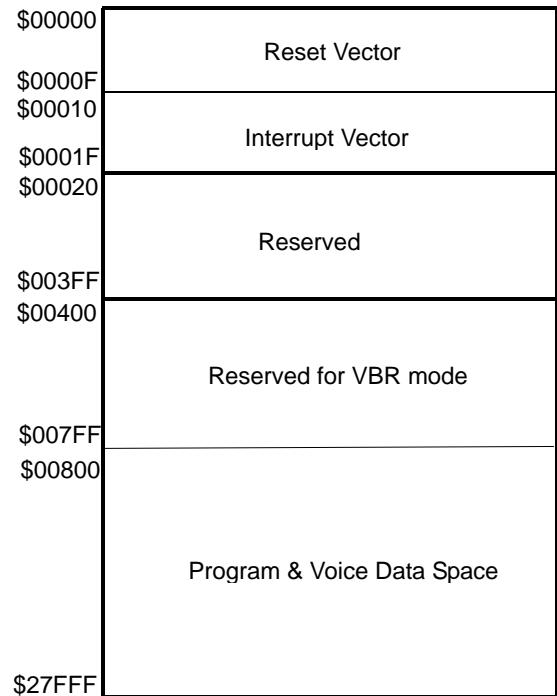 $00000
Reset Vector
$0000F
$00010
Interrupt Vector
$0001F
$00020
Reserved
$003FF
$00400
Reserved for VBR mode
$007FF
$00800
Program & Voice Data Space
$27FFF